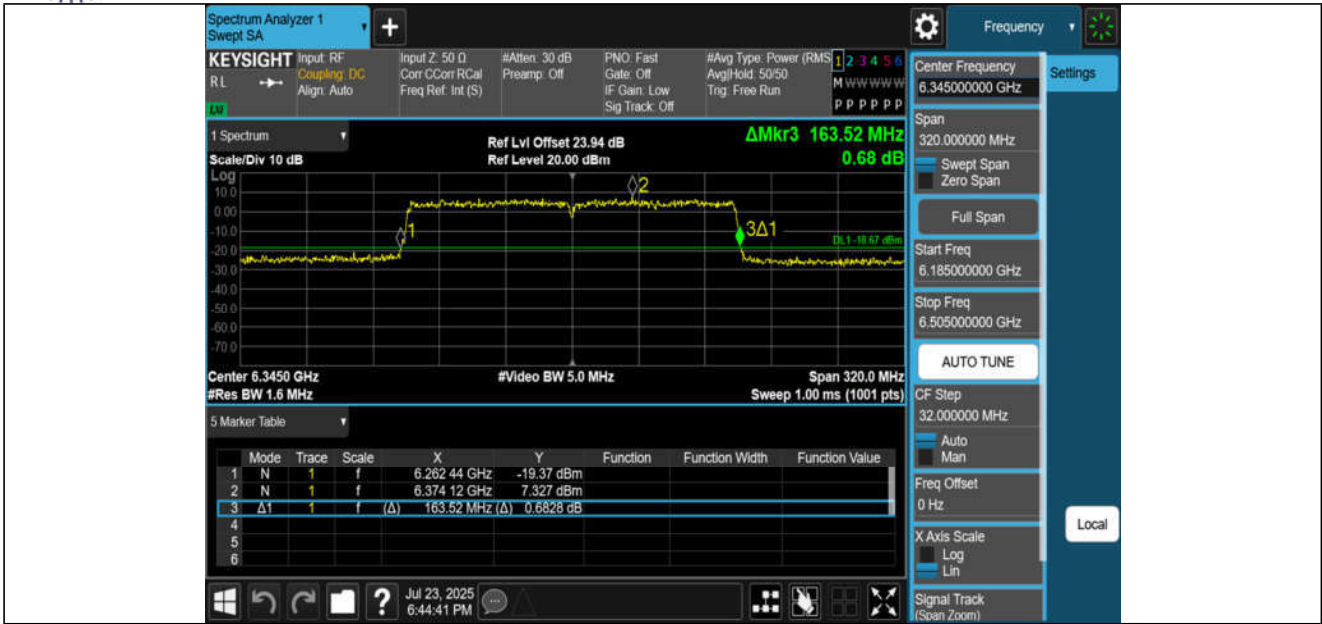 Spectrum Analyzer 1
Swept SA
+
Frequency
KEYSIGHT
RL
LXI
Input: RF
Coupling: DC
Align: Auto
Input Z: 50 Ω
Corr CCorr RCal
Freq Ref: Int (S)
#Atten: 30 dB
Preamp: Off
PNO: Fast
Gate: Off
IF Gain: Low
Sig Track: Off
#Avg Type: Power (RMS
Avg|Hold: 50/50
Trig: Free Run
1 2 3 4 5 6
M W W W W W
P P P P P P
1 Spectrum
Scale/Div 10 dB
Ref Lvl Offset 23.94 dB
Ref Level 20.00 dBm
ΔMkr3 163.52 MHz
0.68 dB
Log
10.0
0.00
-10.0
-20.0
-30.0
-40.0
-50.0
-60.0
-70.0
1
2
3Δ1
DL1 -18.67 dBm
Center 6.3450 GHz
#Video BW 5.0 MHz
Span 320.0 MHz
#Res BW 1.6 MHz
Sweep 1.00 ms (1001 pts)
5 Marker Table
Mode Trace Scale X Y Function Function Width Function Value
1 N 1 f 6.262 44 GHz -19.37 dBm
2 N 1 f 6.374 12 GHz 7.327 dBm
3 Δ1 1 f (Δ) 163.52 MHz (Δ) 0.6828 dB
4
5
6
?
Jul 23, 2025
6:44:41 PM
Center Frequency
6.345000000 GHz
Settings
Span
320.000000 MHz
Swept Span
Zero Span
Full Span
Start Freq
6.185000000 GHz
Stop Freq
6.505000000 GHz
AUTO TUNE
CF Step
32.000000 MHz
Auto
Man
Freq Offset
0 Hz
X Axis Scale
Log
Lin
Signal Track
(Span Zoom)
Local